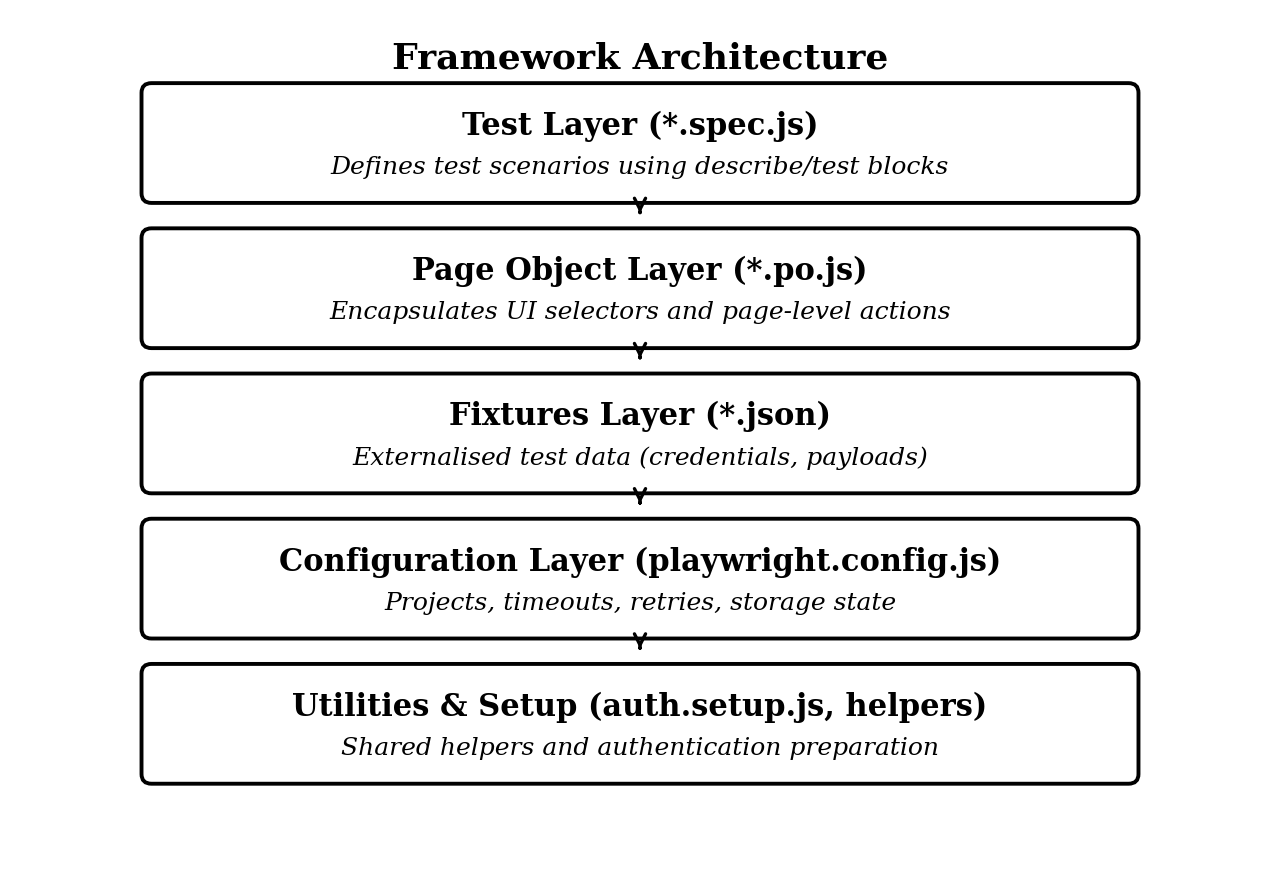 Framework Architecture
Test Layer (*.spec.js)
Defines test scenarios using describe/test blocks
Page Object Layer (*.po.js)
Encapsulates UI selectors and page-level actions
Fixtures Layer (*.json)
Externalised test data (credentials, payloads)
Configuration Layer (playwright.config.js)
Projects, timeouts, retries, storage state
Utilities & Setup (auth.setup.js, helpers)
Shared helpers and authentication preparation